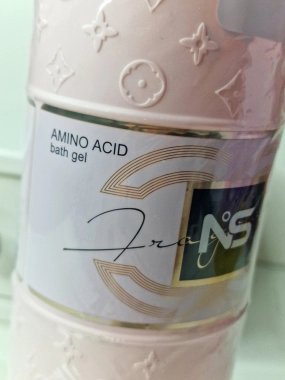 AMINO ACID
bath gel
N°S